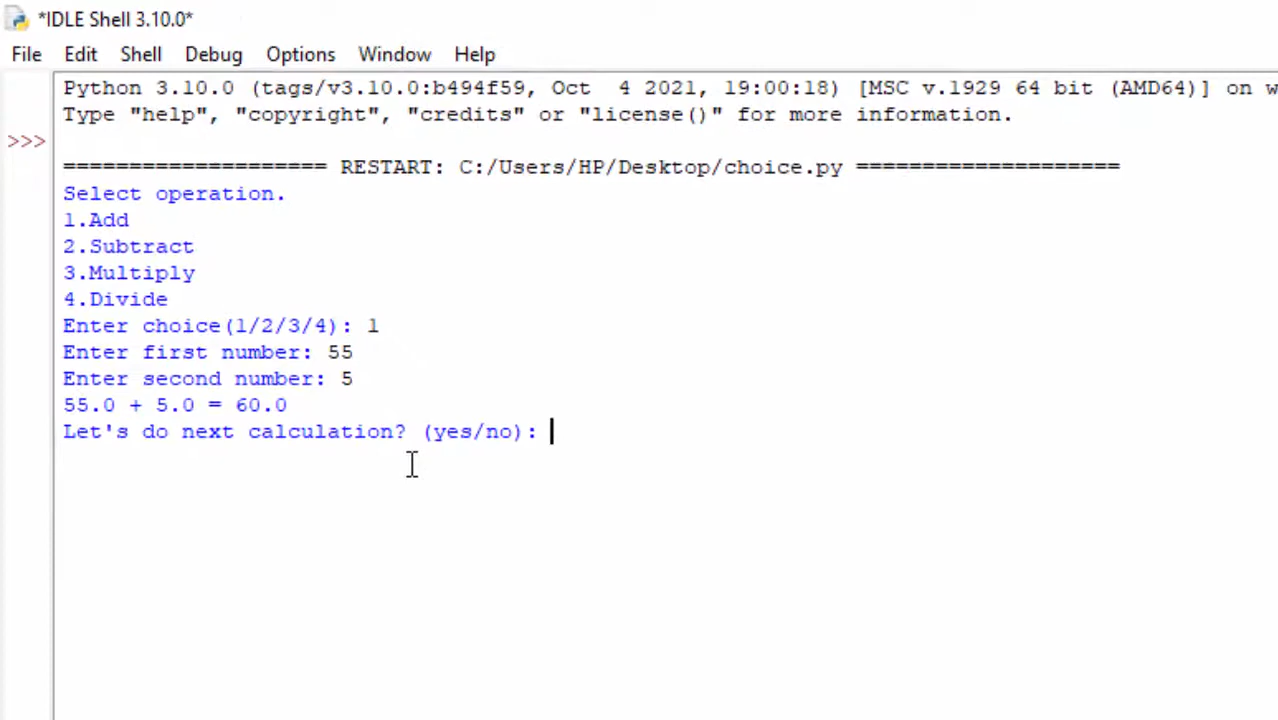 *IDLE Shell 3.10.0*
File Edit Shell Debug Options Window Help
Python 3.10.0 (tags/v3.10.0:b494f59, Oct  4 2021, 19:00:18) [MSC v.1929 64 bit (AMD64)] on
Type "help", "copyright", "credits" or "license()" for more information.
>>>
==================== RESTART: C:/Users/HP/Desktop/choice.py ====================
Select operation.
1.Add
2.Subtract
3.Multiply
4.Divide
Enter choice(1/2/3/4): 1
Enter first number: 55
Enter second number: 5
55.0 + 5.0 = 60.0
Let's do next calculation? (yes/no):